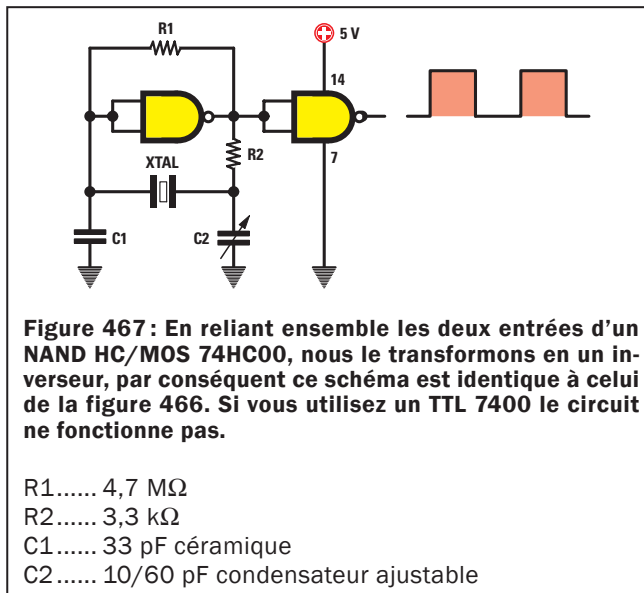 R1
5 V
14
R2
7
XTAL
C1
C2
Figure 467 : En reliant ensemble les deux entrées d'un
NAND HC/MOS 74HC00, nous le transformons en un in-
verseur, par conséquent ce schéma est identique à celui
de la figure 466. Si vous utilisez un TTL 7400 le circuit
ne fonctionne pas.
R1...... 4,7 MΩ
R2...... 3,3 kΩ
C1...... 33 pF céramique
C2...... 10/60 pF condensateur ajustable